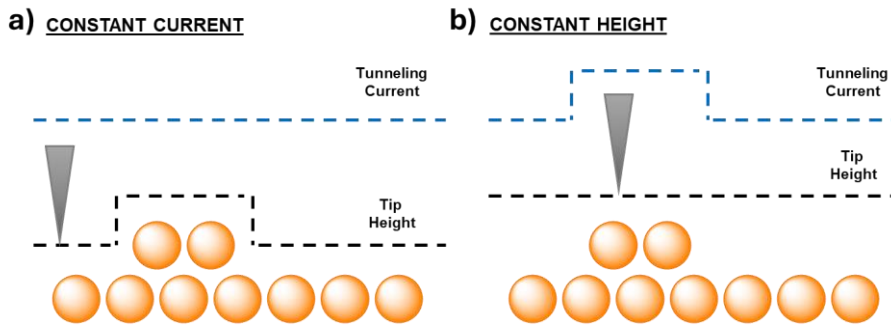 a) CONSTANT CURRENT
Tunneling
Current
Tip
Height
b) CONSTANT HEIGHT
Tunneling
Current
Tip
Height